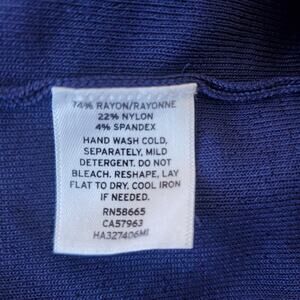 74% RAYON/RAYONNE
22% NYLON
4% SPANDEX
HAND WASH COLD,
SEPARATELY, MILD
DETERGENT. DO NOT
BLEACH. RESHAPE, LAY
FLAT TO DRY. COOL IRON
IF NEEDED.
RN58665
CA57963
HA327406MI